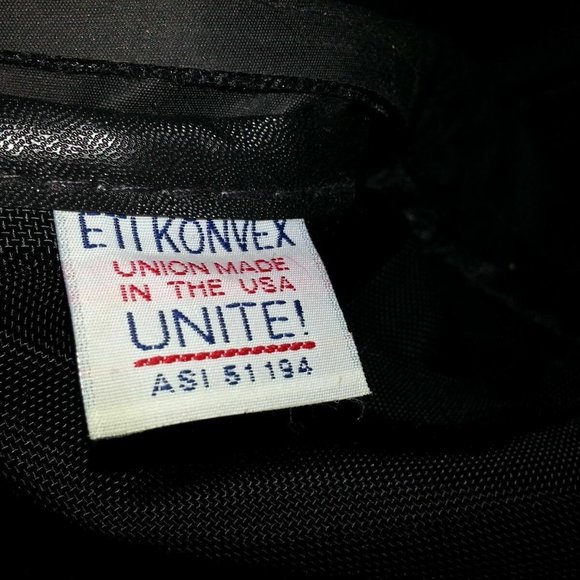 ETI KONVEX
UNION MADE
IN THE USA
UNITE!
ASI 51194